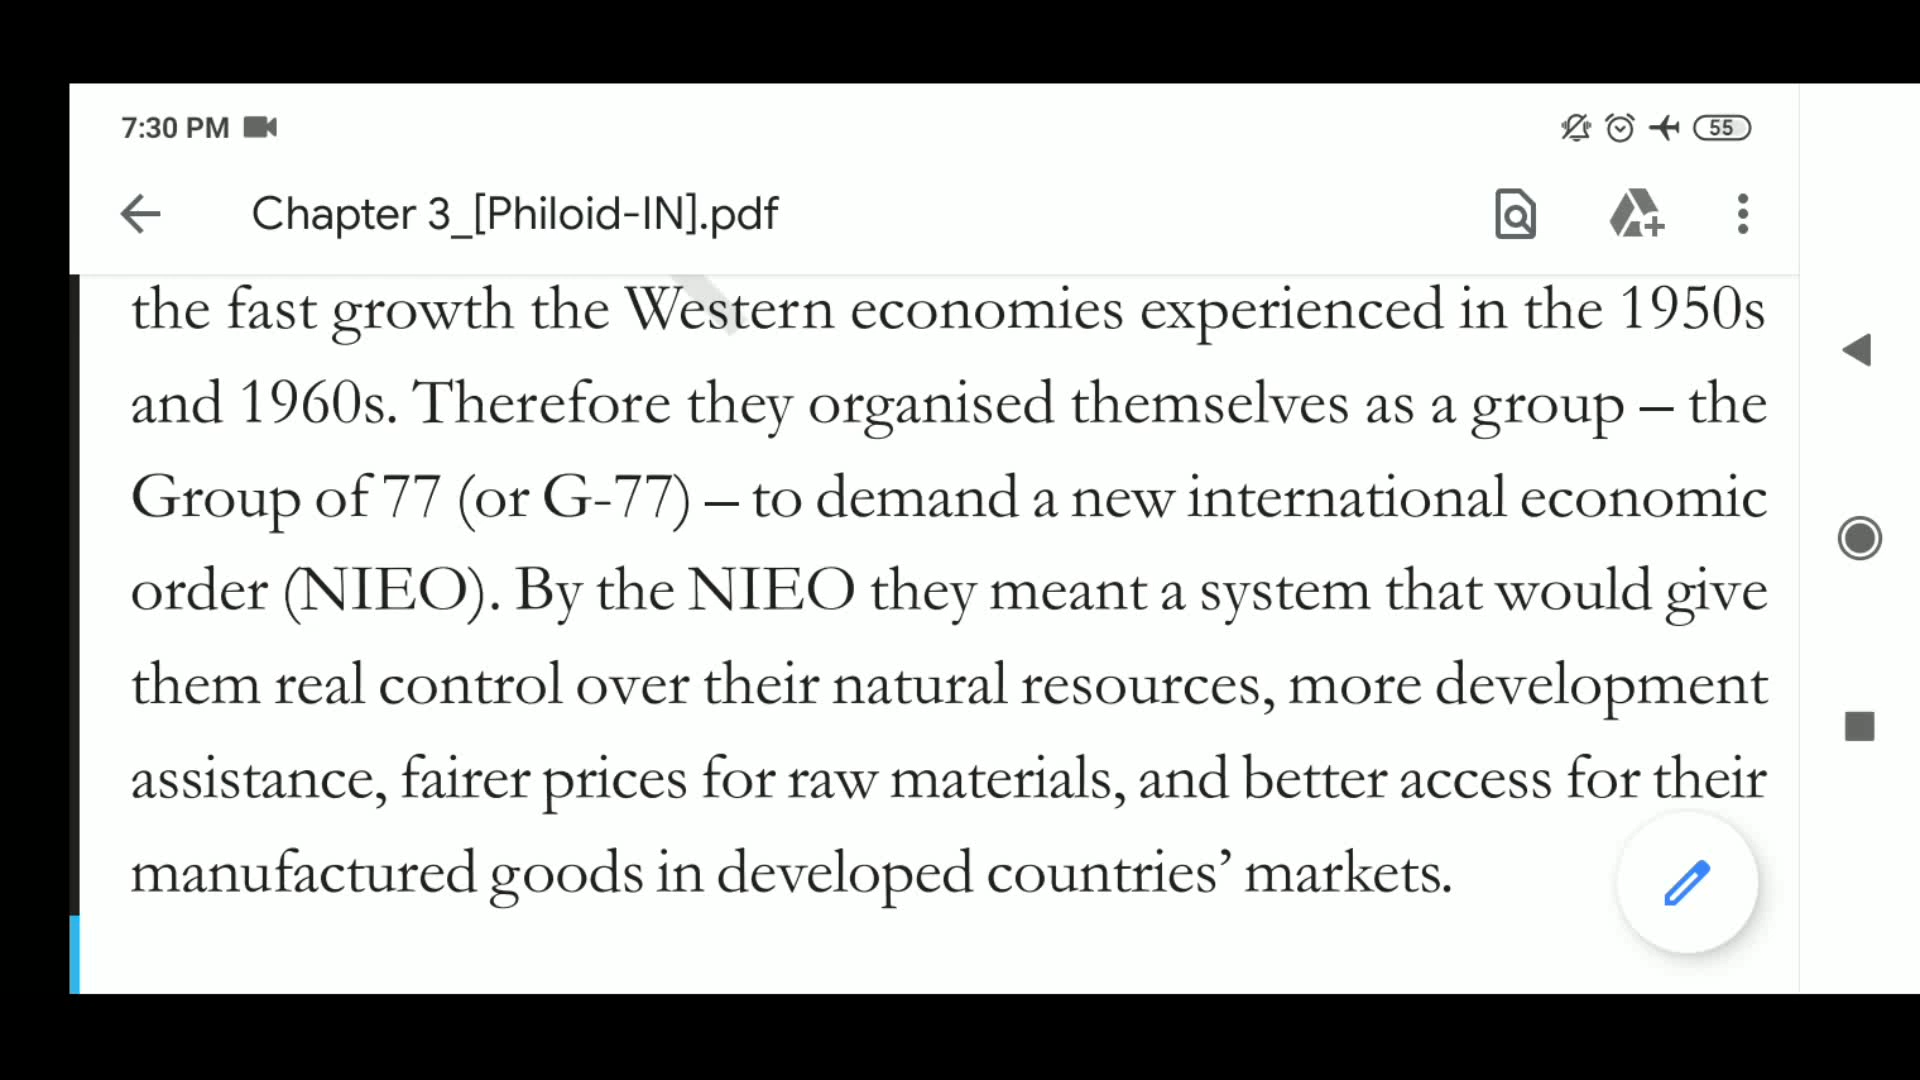 7:30 PM
55
Chapter 3_[Philoid-IN].pdf
the fast growth the Western economies experienced in the 1950s
and 1960s. Therefore they organised themselves as a group – the
Group of 77 (or G-77) – to demand a new international economic
order (NIEO). By the NIEO they meant a system that would give
them real control over their natural resources, more development
assistance, fairer prices for raw materials, and better access for their
manufactured goods in developed countries’ markets.